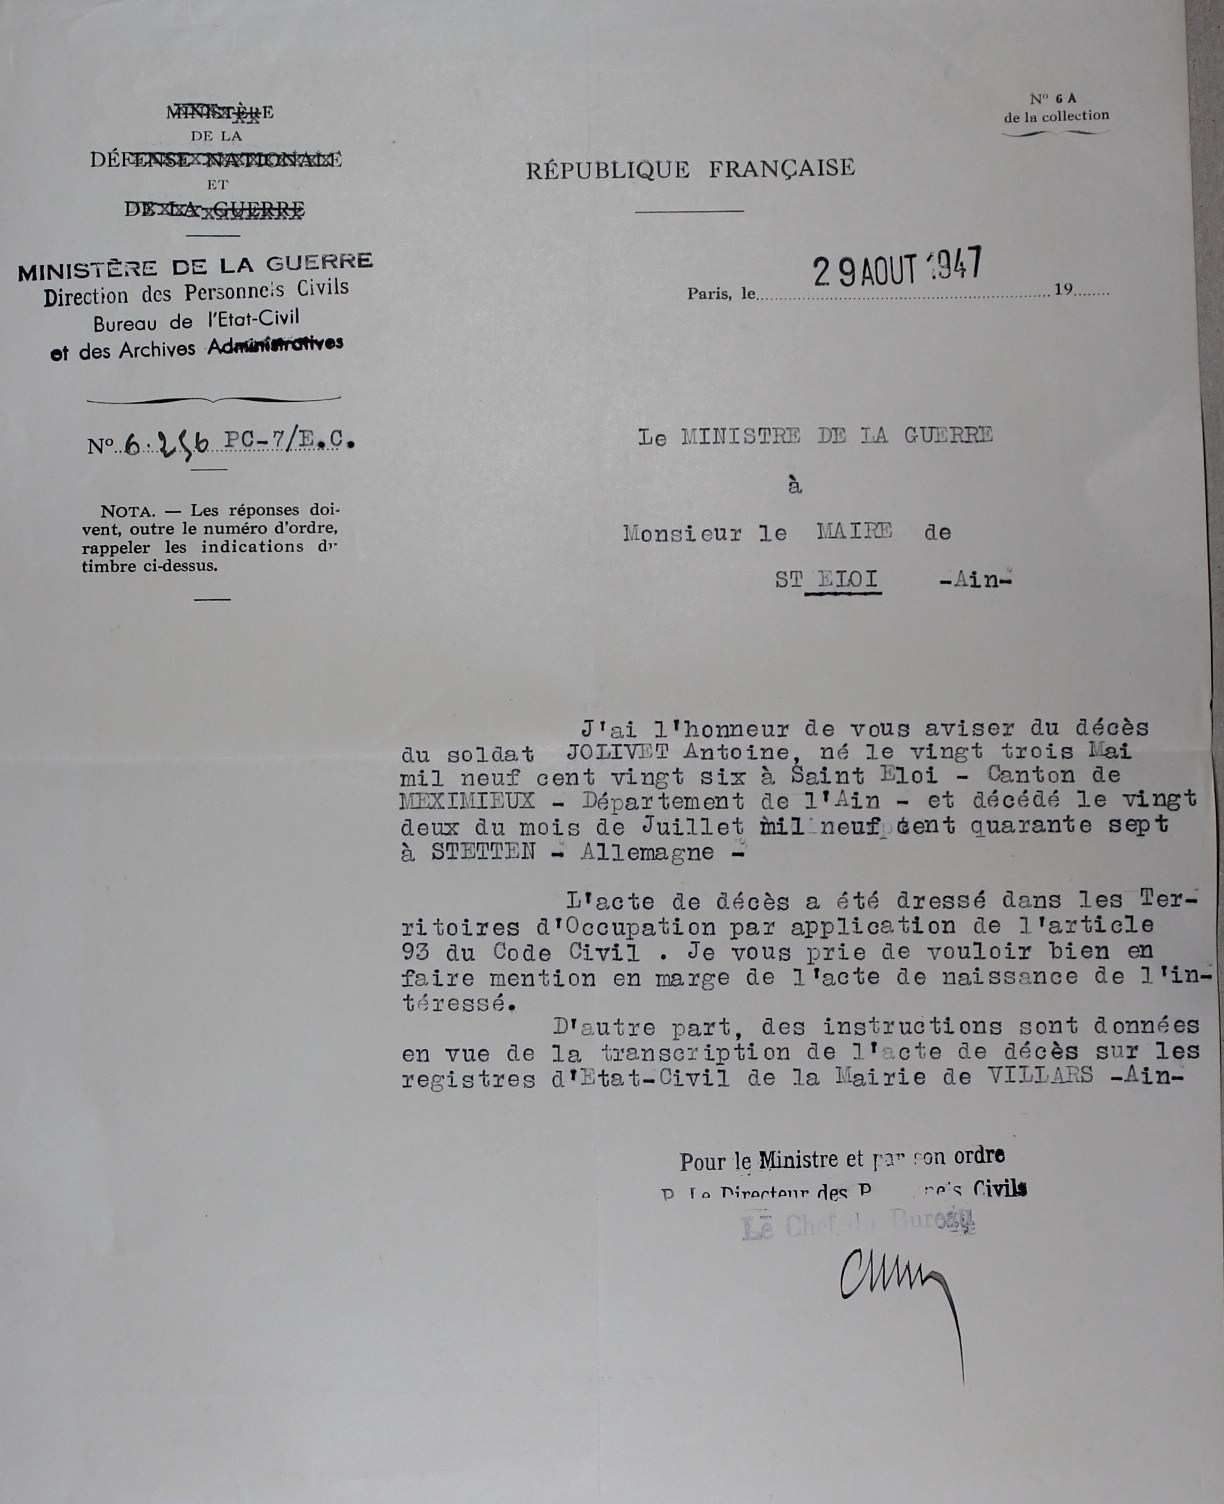 MINISTÈRE
DE LA
DÉFENSE NATIONALE
ET
DE LA GUERRE
MINISTÈRE DE LA GUERRE
Direction des Personnels Civils
Bureau de l'Etat-Civil
et des Archives Administratives
Nº 6.256 PC-7/E.C.
NOTA. — Les réponses doi-
vent, outre le numéro d'ordre,
rappeler les indications du
timbre ci-dessus.
Nº 6 A
de la collection
RÉPUBLIQUE FRANÇAISE
Paris, le 29 AOUT 1947 19
Le MINISTRE DE LA GUERRE
à
Monsieur le MAIRE de
ST ELOI -Ain-
J'ai l'honneur de vous aviser du décès
du soldat JOLIVET Antoine, né le vingt trois Mai
mil neuf cent vingt six à Saint Eloi - Canton de
MEXIMIEUX - Département de l'Ain - et décédé le vingt
deux du mois de Juillet mil neuf cent quarante sept
à STETTEN - Allemagne -
L'acte de décès a été dressé dans les Ter-
ritoires d'Occupation par application de l'article
93 du Code Civil . Je vous prie de vouloir bien en
faire mention en marge de l'acte de naissance de l'in-
téressé.
D'autre part, des instructions sont données
en vue de la transcription de l'acte de décès sur les
registres d'Etat-Civil de la Mairie de VILLARS -Ain-
Pour le Ministre et par son ordre
P. Le Directeur des Personnels Civils
Le Chef du Bureau